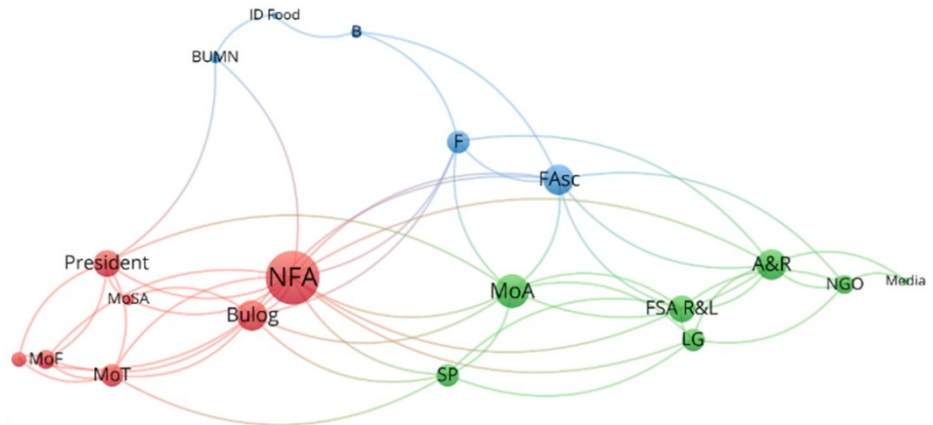 ID Food
B
BUMN
F
FAsc
President
NFA
A&R
MoSA
MoA
NGO
Media
Bulog
FSA R&L
LG
MoF
MoT
SP